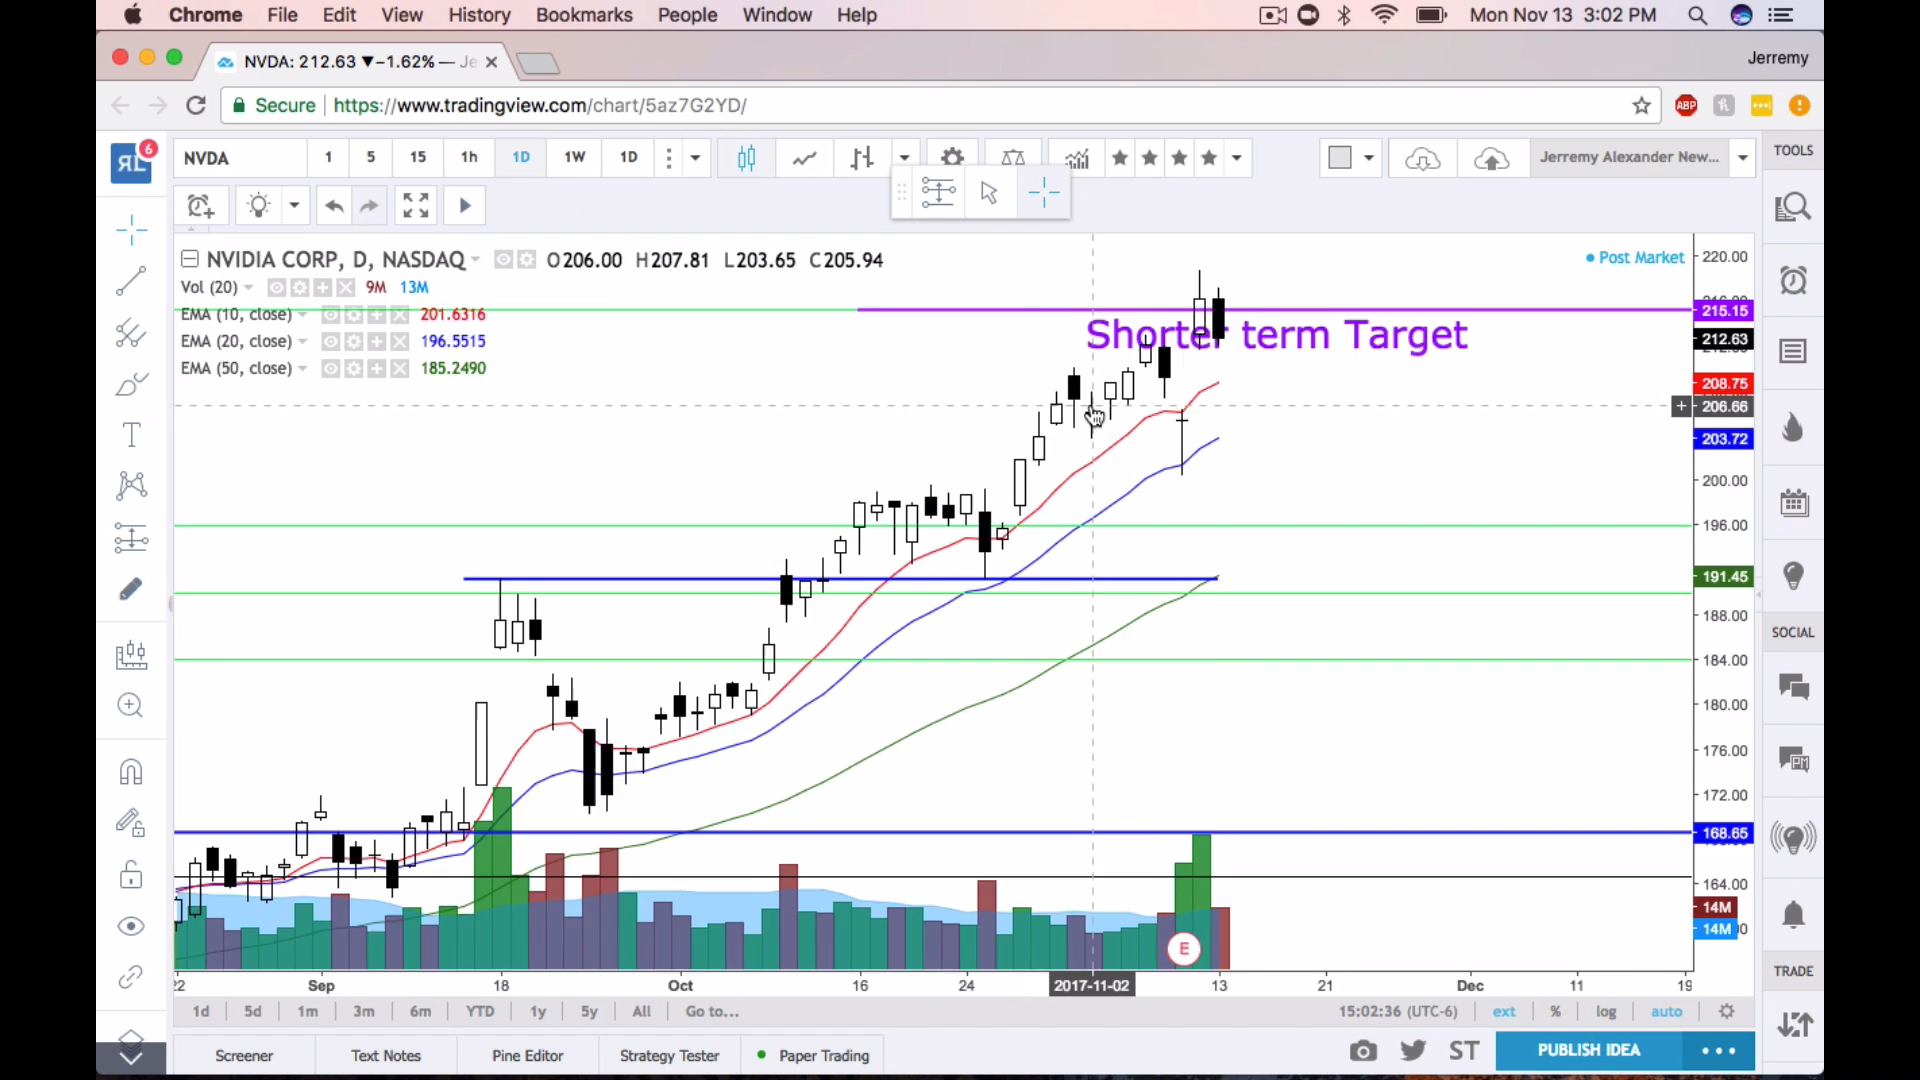 Chrome File Edit View History Bookmarks People Window Help Mon Nov 13 3:02 PM
NVDA: 212.63 ▼−1.62% — Je
Jerremy
Secure | https://www.tradingview.com/chart/5az7G2YD/
ABP
6
NVDA 1 5 15 1h 1D 1W 1D
Jerremy Alexander New...
TOOLS
NVIDIA CORP, D, NASDAQ O206.00 H207.81 L203.65 C205.94
Post Market
Vol (20) 9M 13M
EMA (10, close) 201.6316
EMA (20, close) 196.5515
EMA (50, close) 185.2490
Shorter term Target
220.00
215.15
212.63
208.75
206.66
203.72
200.00
196.00
191.45
188.00
184.00
180.00
176.00
172.00
168.65
164.00
14M
14M
E
SOCIAL
PM
TRADE
22 Sep 18 Oct 16 24 2017-11-02 13 21 Dec 11 19
1d 5d 1m 3m 6m YTD 1y 5y All Go to... 15:02:36 (UTC-6) ext % log auto
Screener Text Notes Pine Editor Strategy Tester Paper Trading ST PUBLISH IDEA